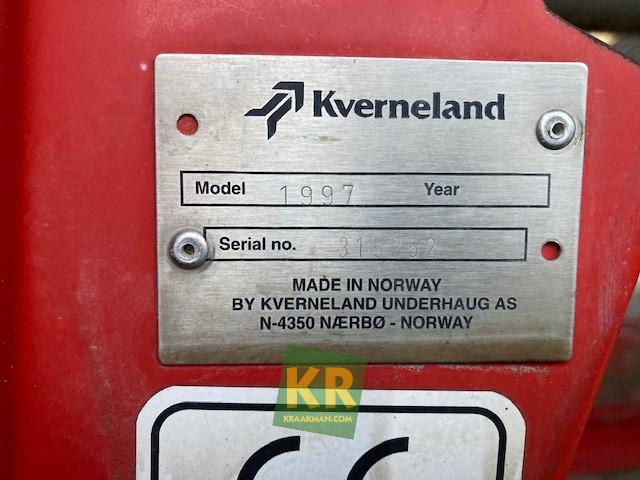 Kverneland
Model 1997 Year
Serial no.
MADE IN NORWAY
BY KVERNELAND UNDERHAUG AS
N-4350 NÆRBØ - NORWAY
KR
KRAAKMAN.COM
CE